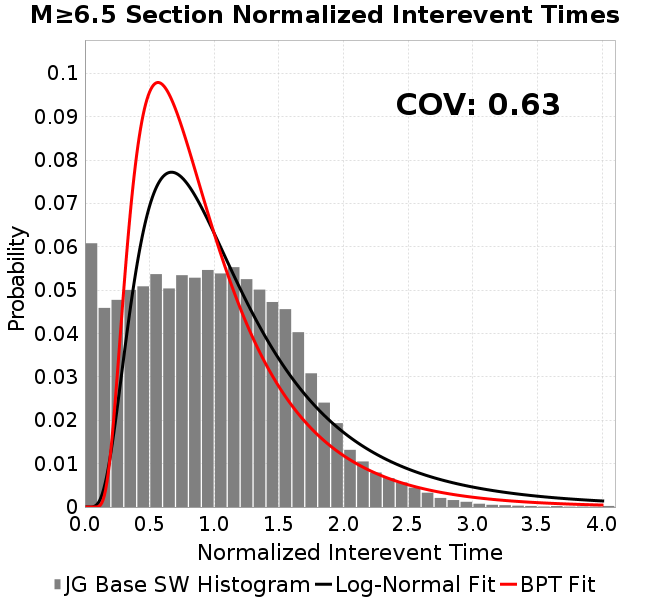 M≥6.5 Section Normalized Interevent Times
COV: 0.63
Probability
0.1
0.09
0.08
0.07
0.06
0.05
0.04
0.03
0.02
0.01
0
0.0 0.5 1.0 1.5 2.0 2.5 3.0 3.5 4.0
Normalized Interevent Time
JG Base SW Histogram Log-Normal Fit BPT Fit